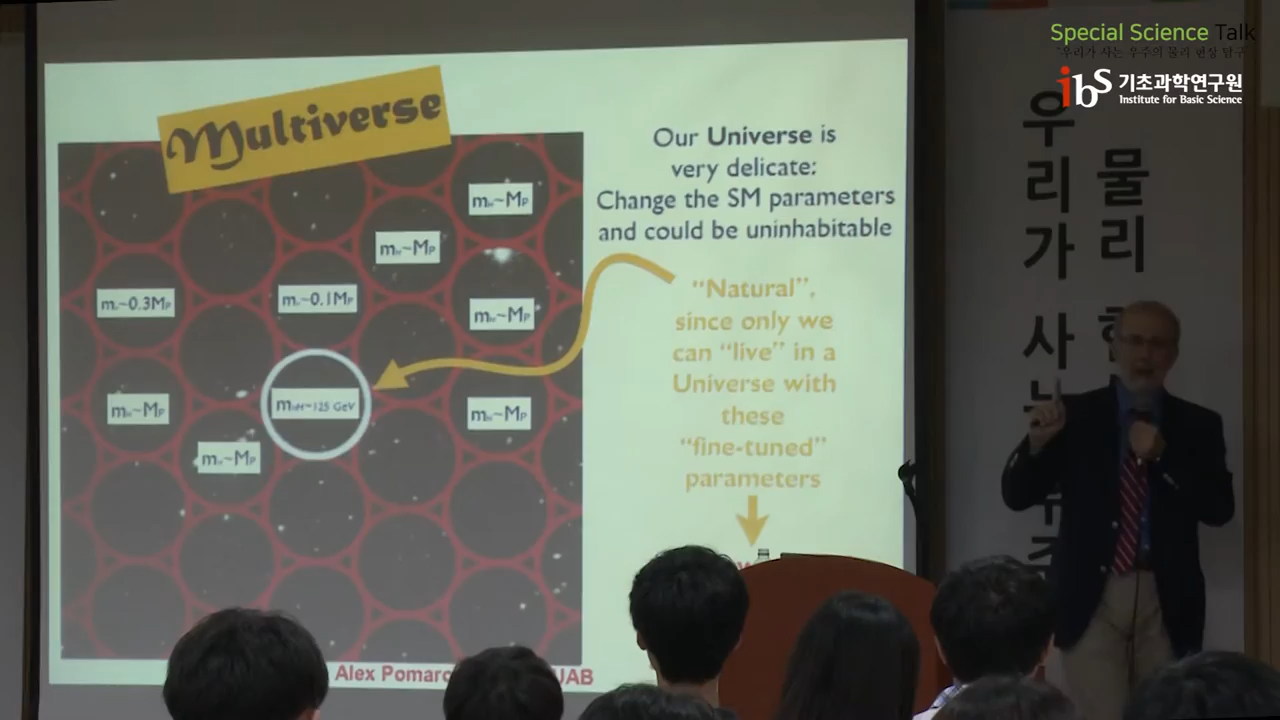 Special Science Talk
"우리가 사는 우주의 물리 현상 탐구"
ibs 기초과학연구원
Institute for Basic Science
Multiverse
Our Universe is
very delicate:
Change the SM parameters
and could be uninhabitable
"Natural",
since only we
can "live" in a
Universe with
these
"fine-tuned"
parameters
m~Mp
m~Mp
m~0.3Mp
m~0.1Mp
m~Mp
m~Mp
m~125 GeV
m~Mp
m~Mp
Alex
UAB
우리가 사는
물리